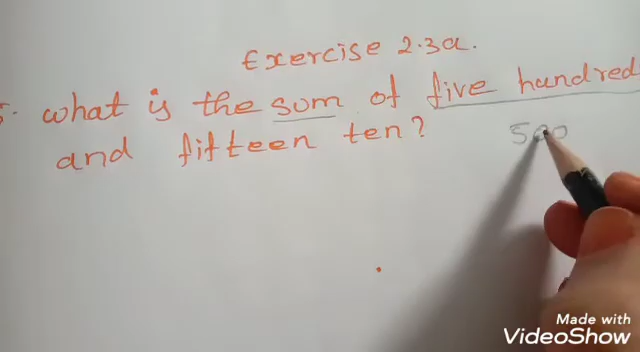 Exercise 2.3a.
5. what is the sum of five hundred
and fifteen ten?
500
Made with
VideoShow